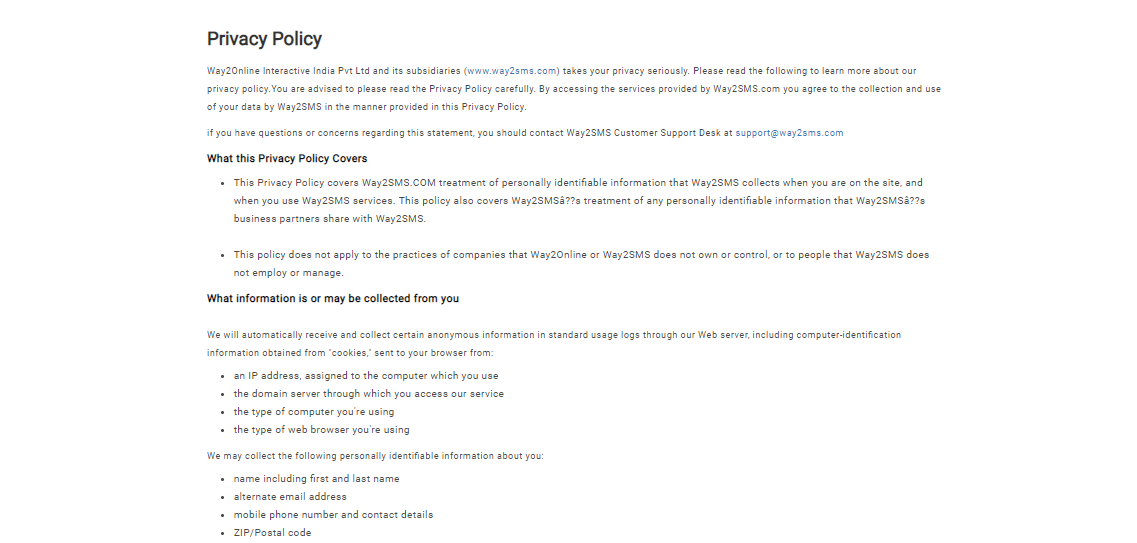 Privacy Policy
Way2Online Interactive India Pvt Ltd and its subsidiaries (www.way2sms.com) takes your privacy seriously. Please read the following to learn more about our
privacy policy.You are advised to please read the Privacy Policy carefully. By accessing the services provided by Way2SMS.com you agree to the collection and use
of your data by Way2SMS in the manner provided in this Privacy Policy.
if you have questions or concerns regarding this statement, you should contact Way2SMS Customer Support Desk at support@way2sms.com
What this Privacy Policy Covers
• This Privacy Policy covers Way2SMS.COM treatment of personally identifiable information that Way2SMS collects when you are on the site, and
when you use Way2SMS services. This policy also covers Way2SMSâ??s treatment of any personally identifiable information that Way2SMSâ??s
business partners share with Way2SMS.
• This policy does not apply to the practices of companies that Way2Online or Way2SMS does not own or control, or to people that Way2SMS does
not employ or manage.
What information is or may be collected from you
We will automatically receive and collect certain anonymous information in standard usage logs through our Web server, including computer-identification
information obtained from "cookies," sent to your browser from:
• an IP address, assigned to the computer which you use
• the domain server through which you access our service
• the type of computer you're using
• the type of web browser you're using
We may collect the following personally identifiable information about you:
• name including first and last name
• alternate email address
• mobile phone number and contact details
• ZIP/Postal code